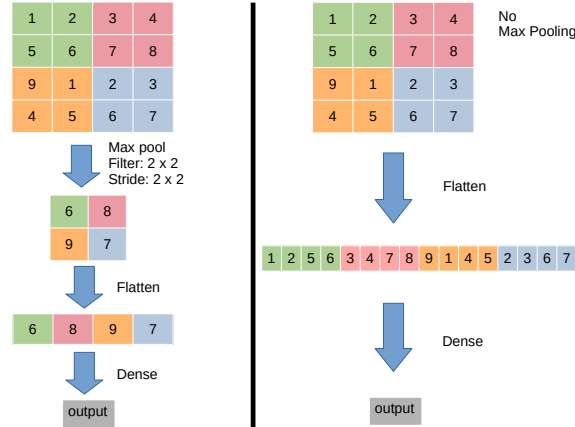 1 2 3 4
5 6 7 8
9 1 2 3
4 5 6 7
Max pool
Filter: 2 x 2
Stride: 2 x 2
6 8
9 7
Flatten
6 8 9 7
Dense
output
No
Max Pooling
1 2 3 4
5 6 7 8
9 1 2 3
4 5 6 7
Flatten
1 2 5 6 3 4 7 8 9 1 4 5 2 3 6 7
Dense
output